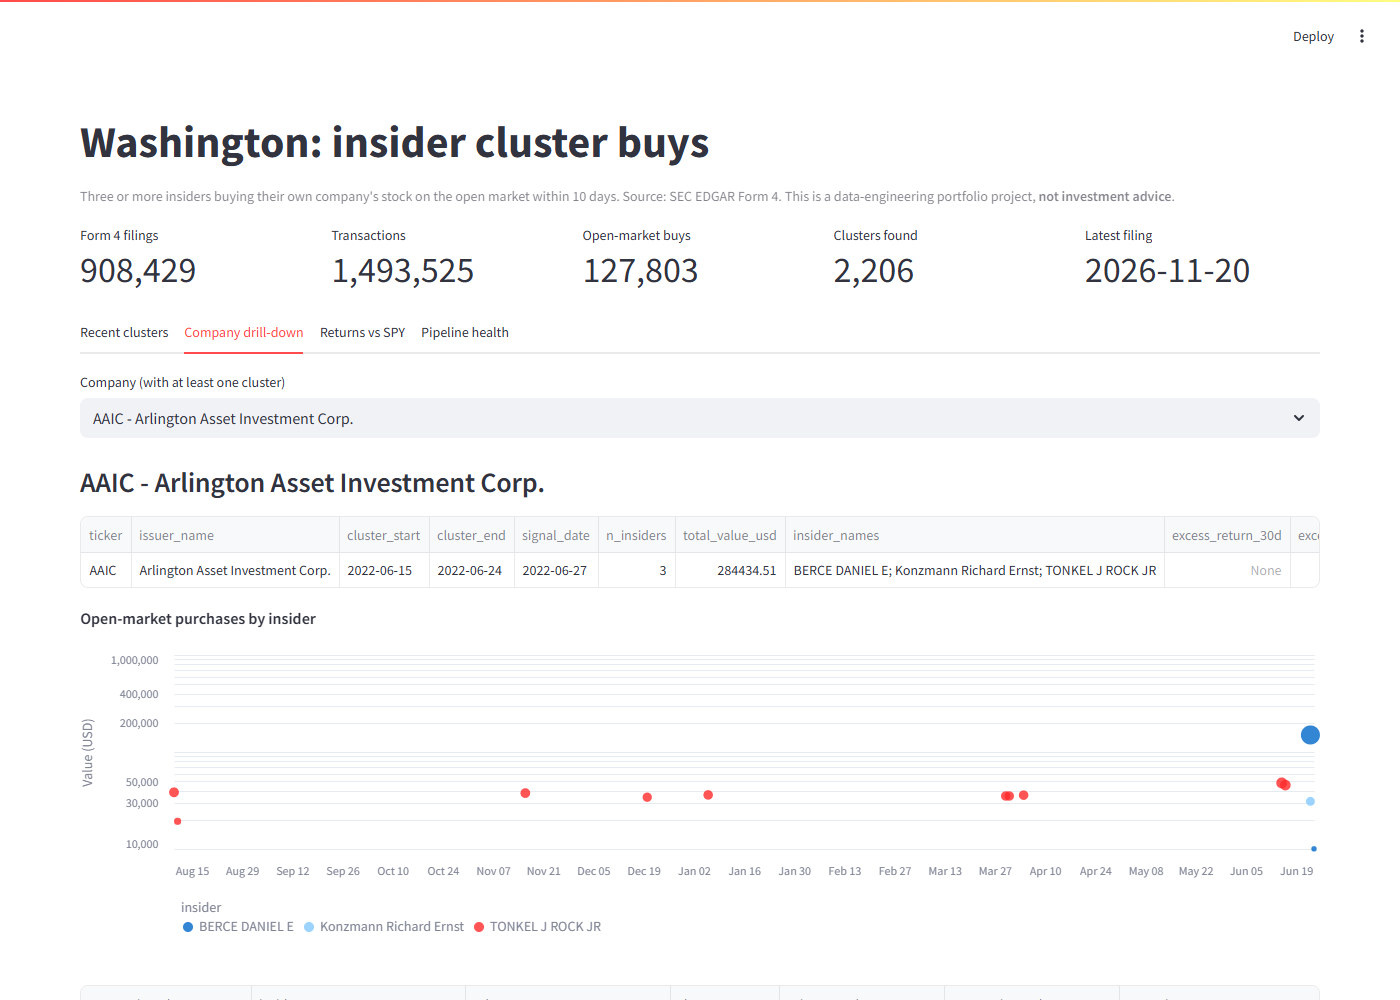 Deploy
Washington: insider cluster buys
Three or more insiders buying their own company's stock on the open market within 10 days. Source: SEC EDGAR Form 4. This is a data-engineering portfolio project, not investment advice.
Form 4 filings Transactions Open-market buys Clusters found Latest filing
908,429 1,493,525 127,803 2,206 2026-11-20
Recent clusters Company drill-down Returns vs SPY Pipeline health
Company (with at least one cluster)
AAIC - Arlington Asset Investment Corp.
AAIC - Arlington Asset Investment Corp.
ticker issuer_name cluster_start cluster_end signal_date n_insiders total_value_usd insider_names excess_return_30d exce
AAIC Arlington Asset Investment Corp. 2022-06-15 2022-06-24 2022-06-27 3 284434.51 BERCE DANIEL E; Konzmann Richard Ernst; TONKEL J ROCK JR None
Open-market purchases by insider
Value (USD)
1,000,000
400,000
200,000
50,000
30,000
10,000
Aug 15 Aug 29 Sep 12 Sep 26 Oct 10 Oct 24 Nov 07 Nov 21 Dec 05 Dec 19 Jan 02 Jan 16 Jan 30 Feb 13 Feb 27 Mar 13 Mar 27 Apr 10 Apr 24 May 08 May 22 Jun 05 Jun 19
insider
BERCE DANIEL E Konzmann Richard Ernst TONKEL J ROCK JR